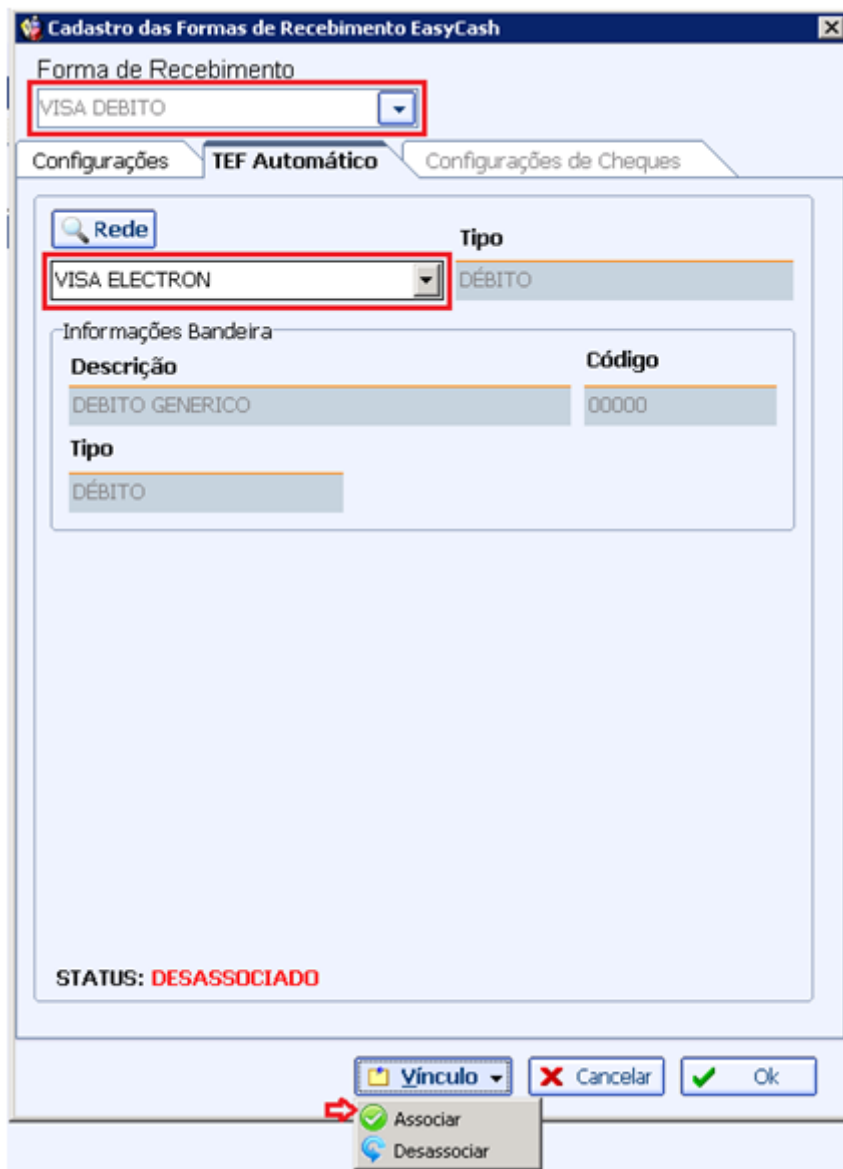 Cadastro das Formas de Recebimento EasyCash
Forma de Recebimento
VISA DEBITO
Configurações TEF Automático Configurações de Cheques
Rede
Tipo
VISA ELECTRON DÉBITO
Informações Bandeira
Descrição Código
DEBITO GENERICO 00000
Tipo
DÉBITO
STATUS: DESASSOCIADO
Vínculo Cancelar Ok
Associar
Desassociar